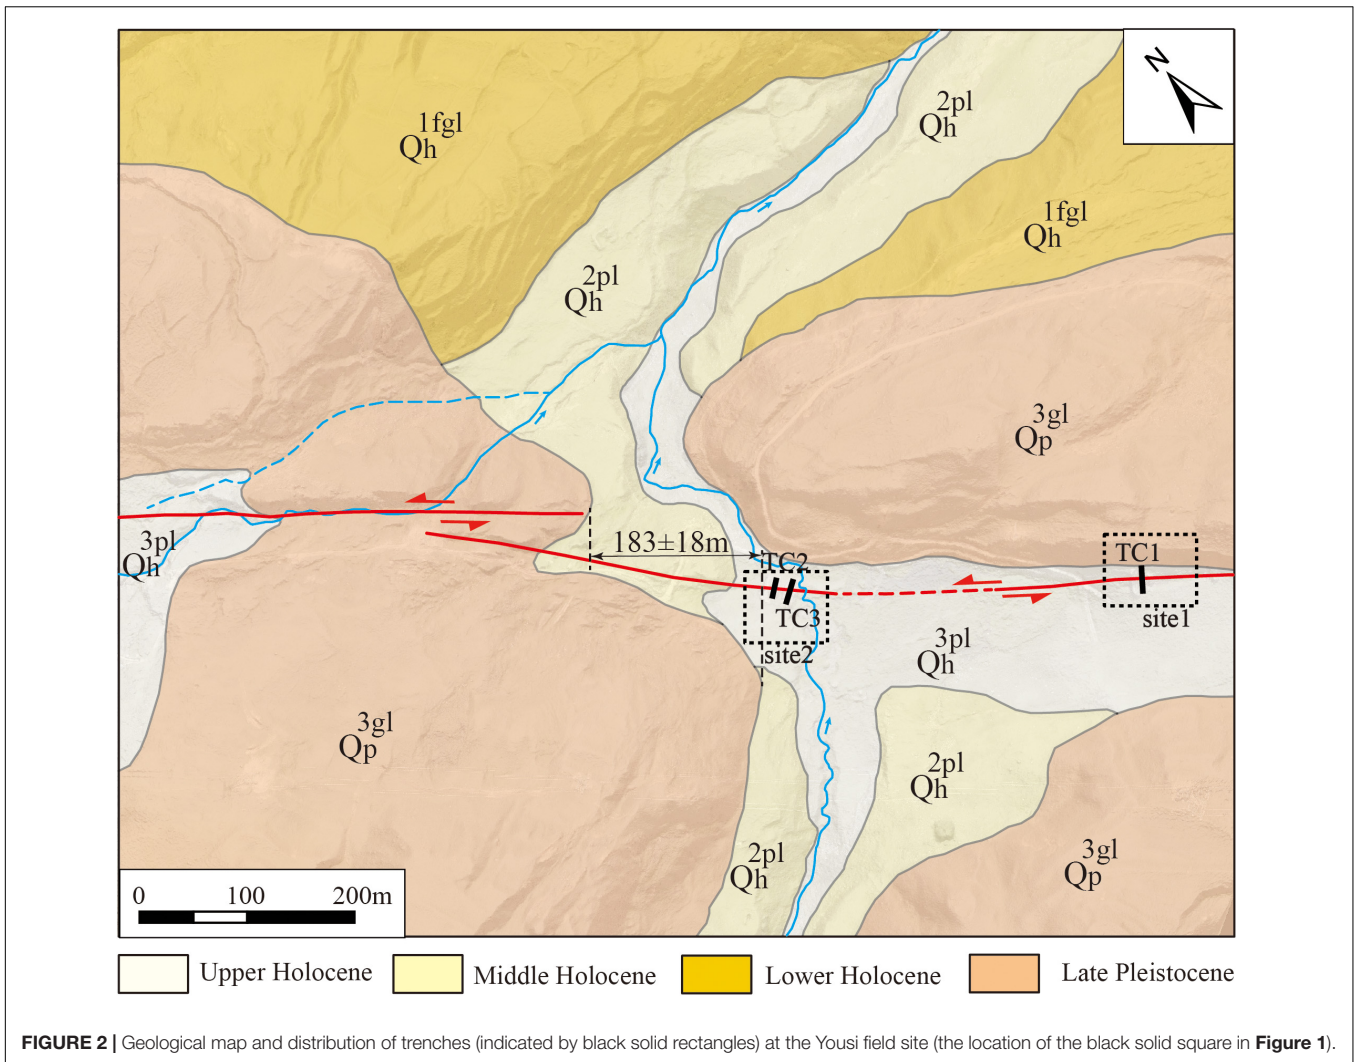 N
Qh 1fgl
Qh 2pl
Qh 1fgl
Qh 2pl
Qp 3gl
183±18m
Qh 3pl
TC2
TC1
TC3
site1
site2
Qh 3pl
Qp 3gl
Qh 2pl
Qh 2pl
Qp 3gl
0 100 200m
Upper Holocene Middle Holocene Lower Holocene Late Pleistocene
FIGURE 2 | Geological map and distribution of trenches (indicated by black solid rectangles) at the Yousi field site (the location of the black solid square in Figure 1).